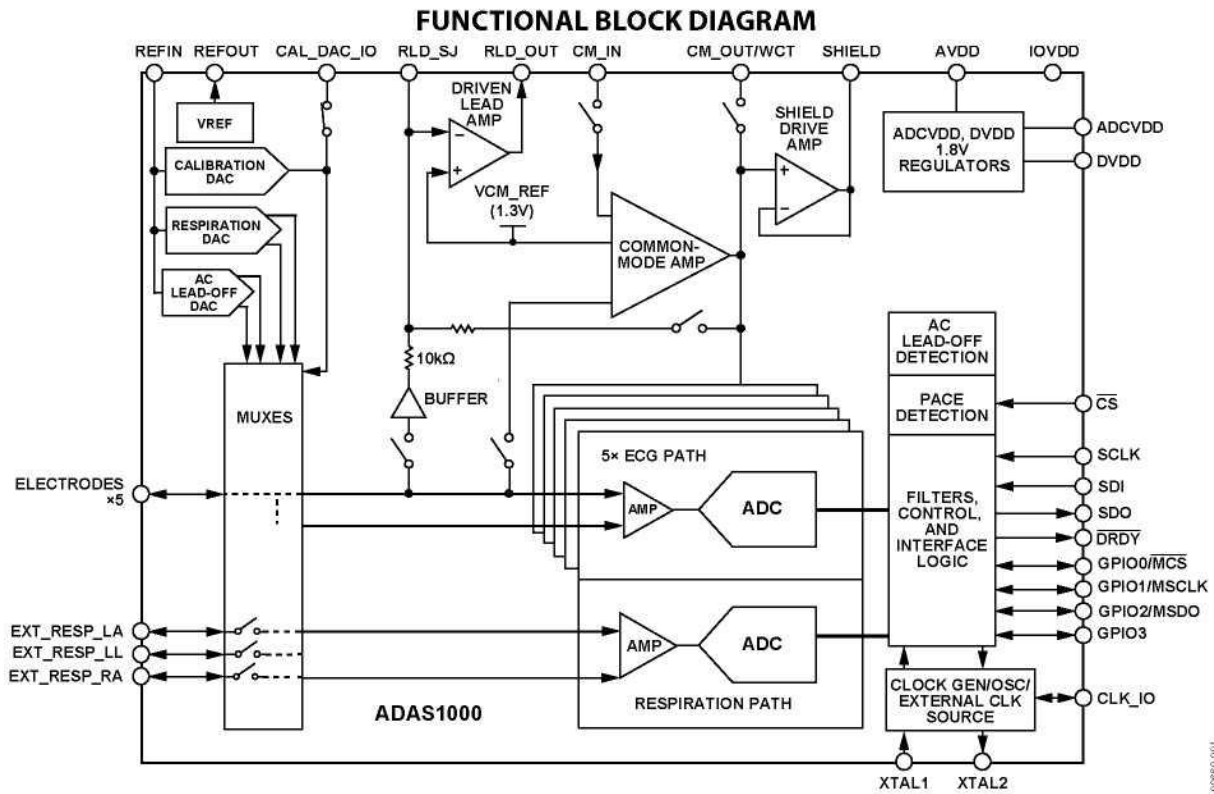 FUNCTIONAL BLOCK DIAGRAM
REFIN REFOUT CAL_DAC_IO RLD_SJ RLD_OUT CM_IN CM_OUT/WCT SHIELD AVDD IOVDD
VREF
CALIBRATION
DAC
RESPIRATION
DAC
AC
LEAD-OFF
DAC
DRIVEN
LEAD
AMP
–
+
VCM_REF
(1.3V)
COMMON-
MODE AMP
SHIELD
DRIVE
AMP
+
–
ADCVDD, DVDD
1.8V
REGULATORS
ADCVDD
DVDD
10kΩ
BUFFER
MUXES
ELECTRODES
×5
EXT_RESP_LA
EXT_RESP_LL
EXT_RESP_RA
ADAS1000
5× ECG PATH
AMP
ADC
AMP
ADC
RESPIRATION PATH
AC
LEAD-OFF
DETECTION
PACE
DETECTION
FILTERS,
CONTROL,
AND
INTERFACE
LOGIC
CS
SCLK
SDI
SDO
DRDY
GPIO0/MCS
GPIO1/MSCLK
GPIO2/MSDO
GPIO3
CLOCK GEN/OSC/
EXTERNAL CLK
SOURCE
CLK_IO
XTAL1 XTAL2